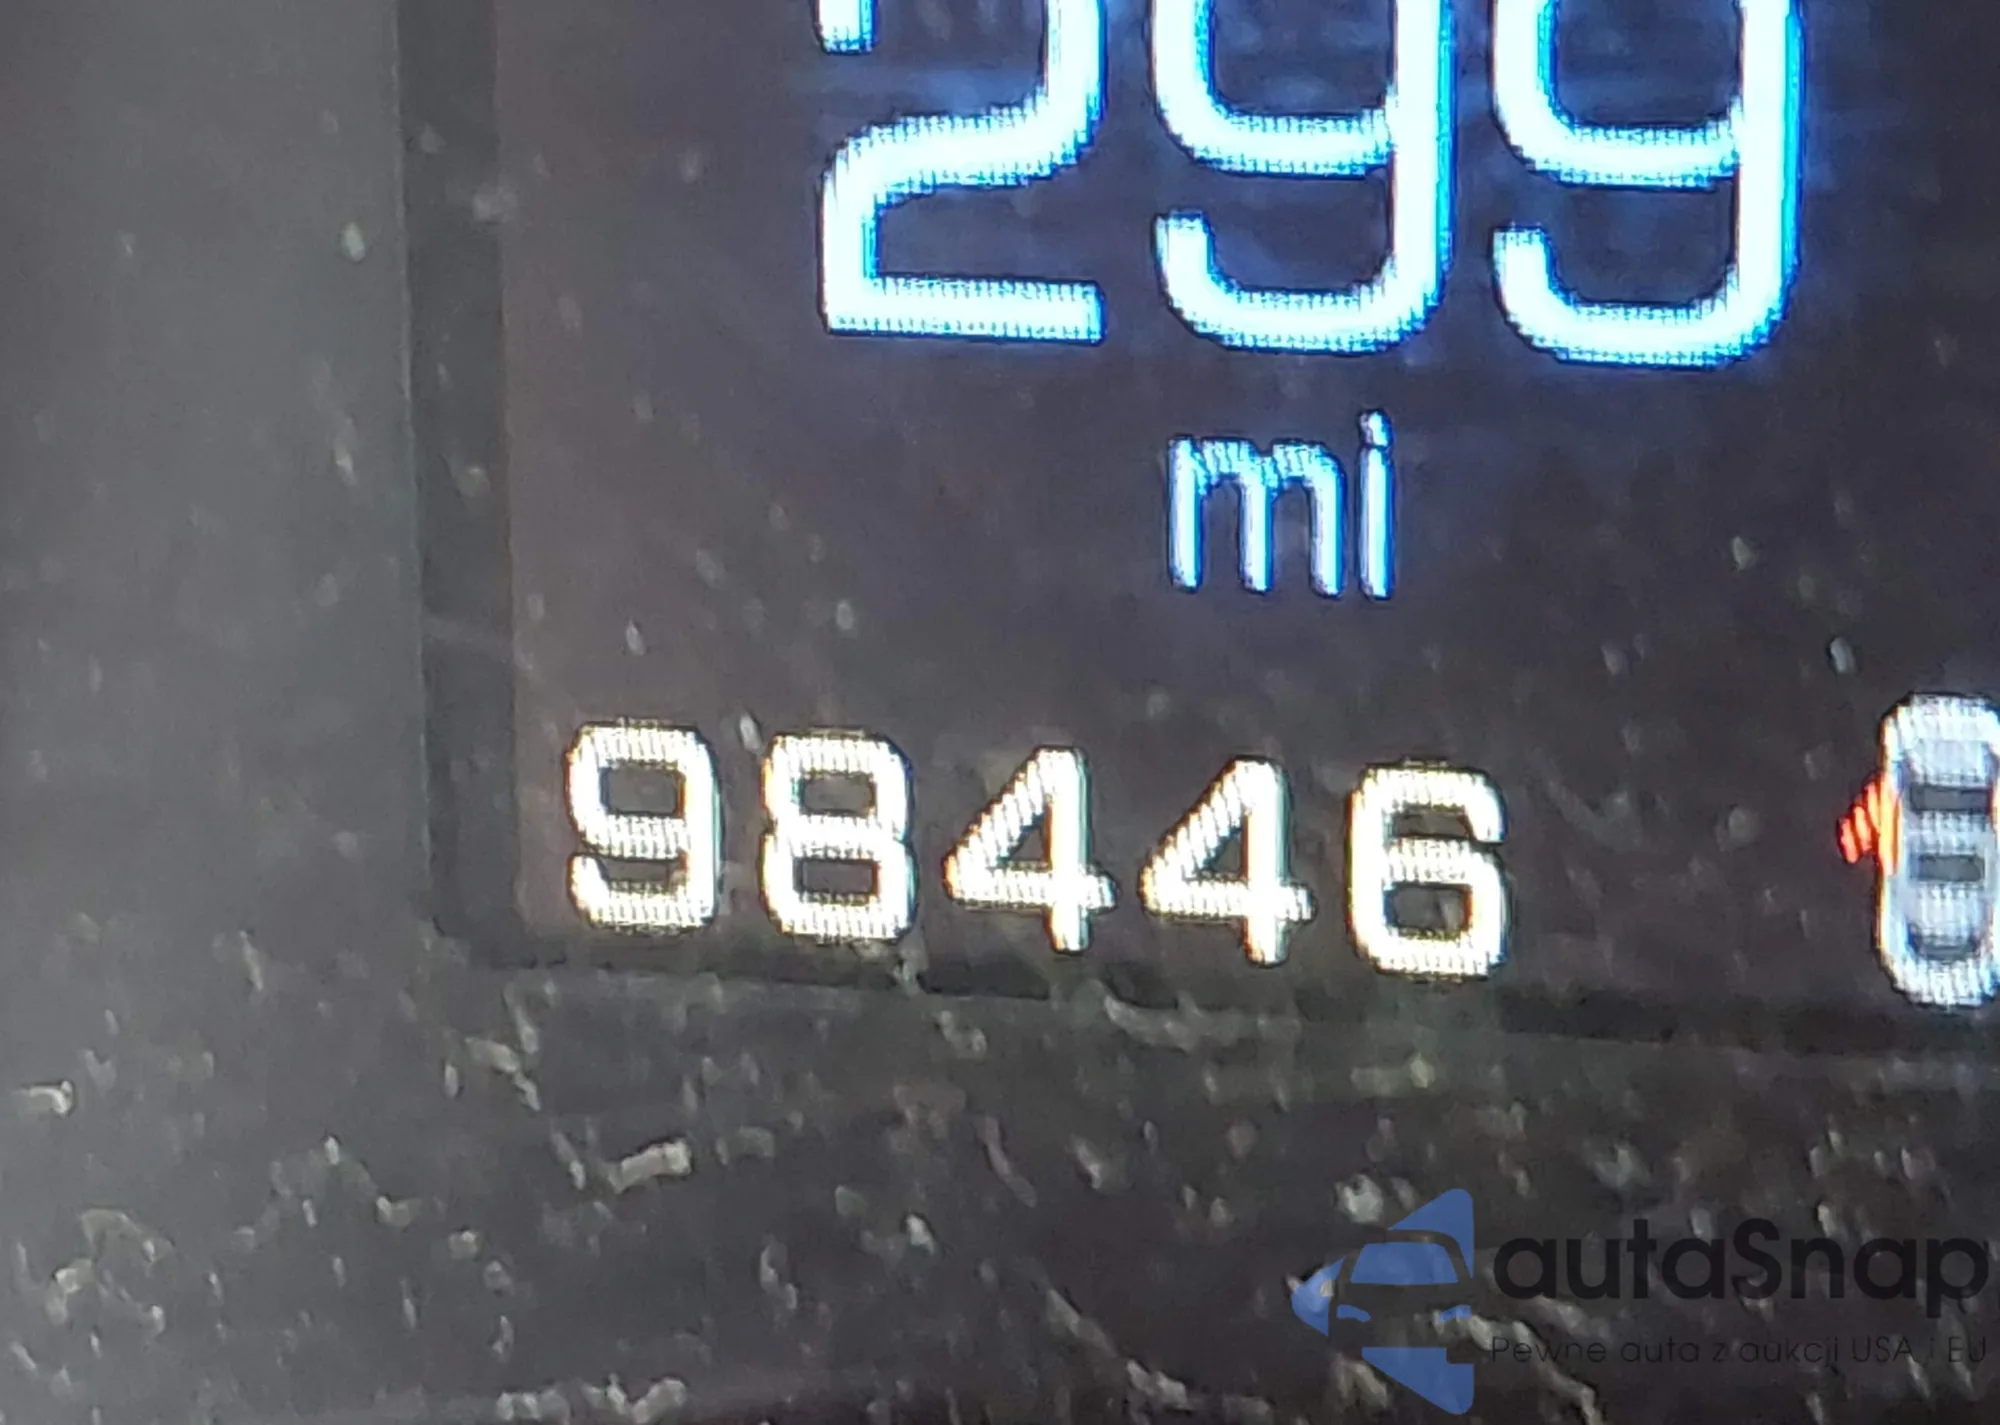 299
mi
98446
autaSnap
Pewne auta z aukcji USA i EU